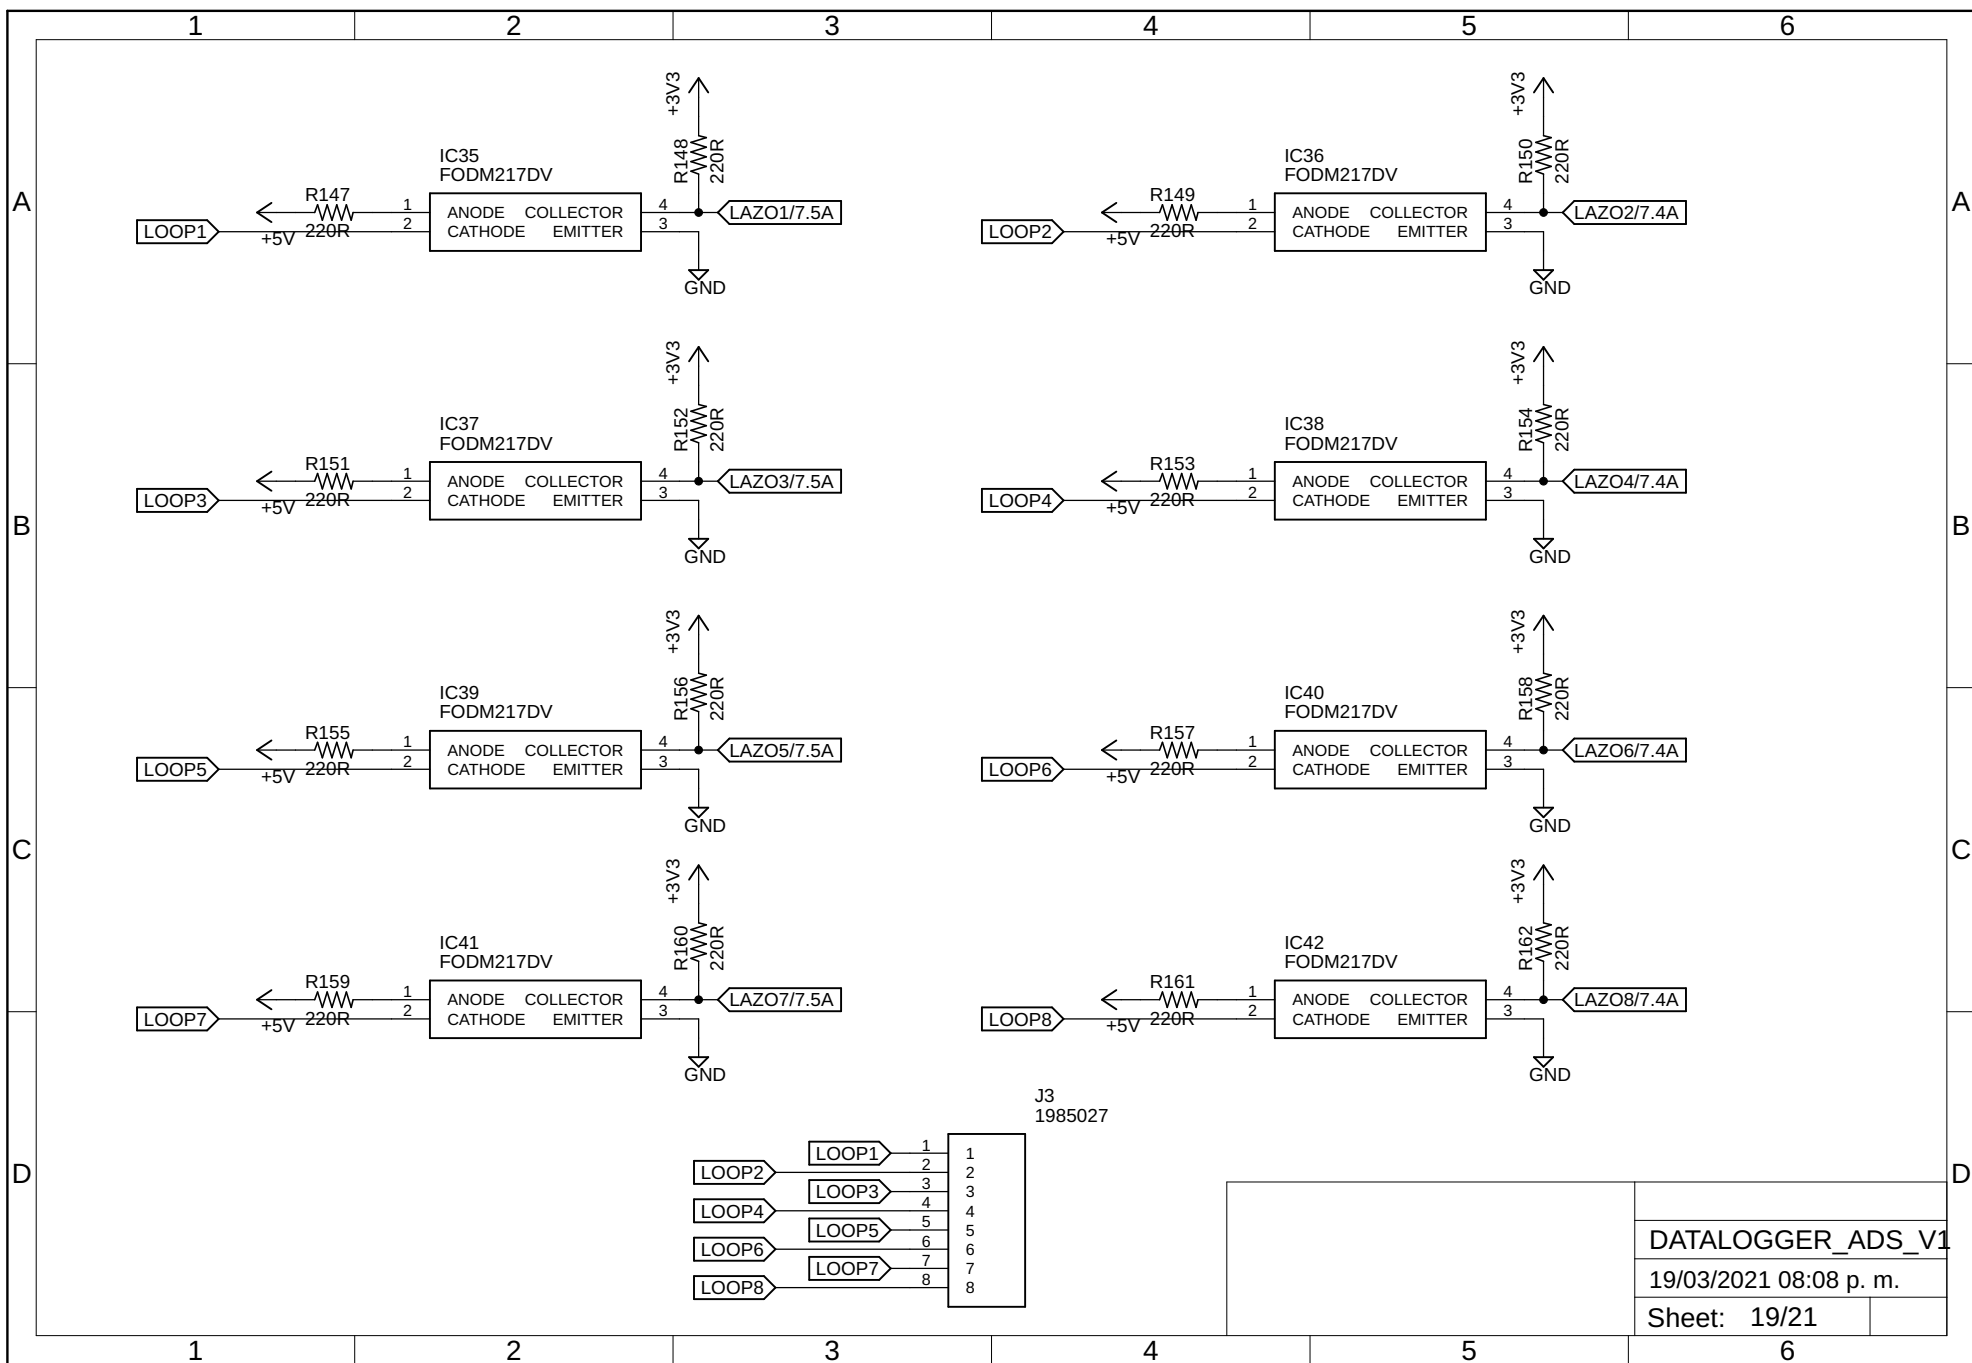 1 2 3 4 5 6
A A
B B
C C
D D
IC35
FODM217DV
R147
220R
+5V
LOOP1
1 ANODE COLLECTOR 4
2 CATHODE EMITTER 3
+3V3
R148
220R
LAZO1/7.5A
GND
IC36
FODM217DV
R149
220R
+5V
LOOP2
1 ANODE COLLECTOR 4
2 CATHODE EMITTER 3
+3V3
R150
220R
LAZO2/7.4A
GND
IC37
FODM217DV
R151
220R
+5V
LOOP3
1 ANODE COLLECTOR 4
2 CATHODE EMITTER 3
+3V3
R152
220R
LAZO3/7.5A
GND
IC38
FODM217DV
R153
220R
+5V
LOOP4
1 ANODE COLLECTOR 4
2 CATHODE EMITTER 3
+3V3
R154
220R
LAZO4/7.4A
GND
IC39
FODM217DV
R155
220R
+5V
LOOP5
1 ANODE COLLECTOR 4
2 CATHODE EMITTER 3
+3V3
R156
220R
LAZO5/7.5A
GND
IC40
FODM217DV
R157
220R
+5V
LOOP6
1 ANODE COLLECTOR 4
2 CATHODE EMITTER 3
+3V3
R158
220R
LAZO6/7.4A
GND
IC41
FODM217DV
R159
220R
+5V
LOOP7
1 ANODE COLLECTOR 4
2 CATHODE EMITTER 3
+3V3
R160
220R
LAZO7/7.5A
GND
IC42
FODM217DV
R161
220R
+5V
LOOP8
1 ANODE COLLECTOR 4
2 CATHODE EMITTER 3
+3V3
R162
220R
LAZO8/7.4A
GND
J3
1985027
LOOP1 1 1
LOOP2 2 2
LOOP3 3 3
LOOP4 4 4
LOOP5 5 5
LOOP6 6 6
LOOP7 7 7
LOOP8 8 8
DATALOGGER_ADS_V1
19/03/2021 08:08 p. m.
Sheet: 19/21
1 2 3 4 5 6